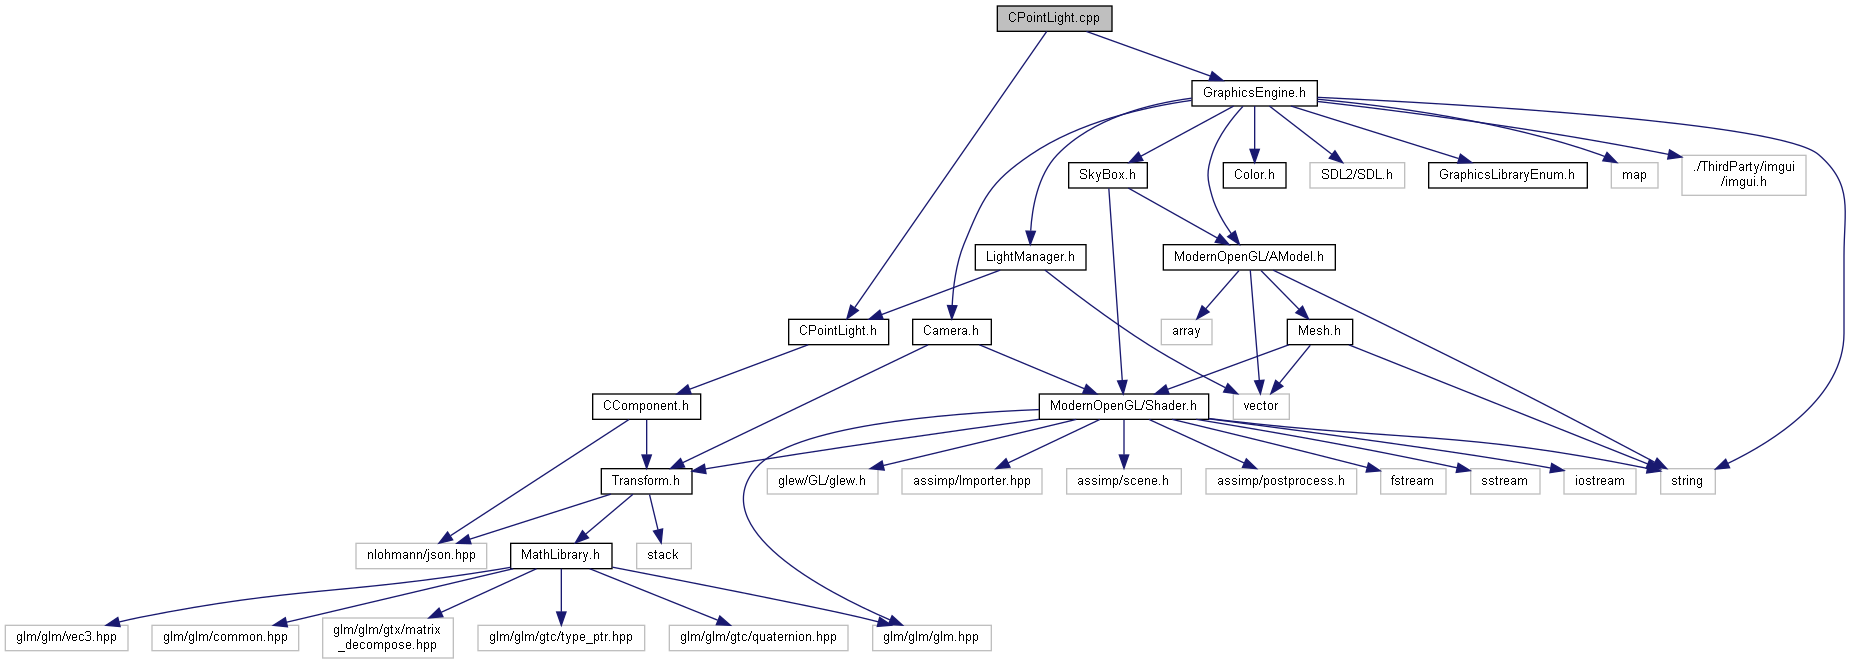 CPointLight.cpp
GraphicsEngine.h
SkyBox.h
Color.h
SDL2/SDL.h
GraphicsLibraryEnum.h
map
./ThirdParty/imgui
/imgui.h
LightManager.h
ModernOpenGL/AModel.h
CPointLight.h
Camera.h
array
Mesh.h
CComponent.h
ModernOpenGL/Shader.h
vector
Transform.h
glew/GL/glew.h
assimp/Importer.hpp
assimp/scene.h
assimp/postprocess.h
fstream
sstream
iostream
string
nlohmann/json.hpp
MathLibrary.h
stack
glm/glm/vec3.hpp
glm/glm/common.hpp
glm/glm/gtx/matrix
_decompose.hpp
glm/glm/gtc/type_ptr.hpp
glm/glm/gtc/quaternion.hpp
glm/glm/glm.hpp